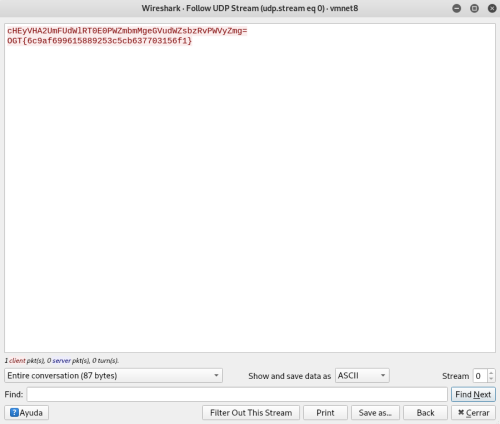 Wireshark · Follow UDP Stream (udp.stream eq 0) · vmnet8
cHEyVHA2UmFUdWlRT0E0PWZmbmMgeGVudWZsbzRvPWVyZmg=
OGT{6c9af699615889253c5cb637703156f1}
1 client pkt(s), 0 server pkt(s), 0 turn(s).
Entire conversation (87 bytes)
Show and save data as
ASCII
Stream
0
Find:
Find Next
Ayuda
Filter Out This Stream
Print
Save as...
Back
Cerrar